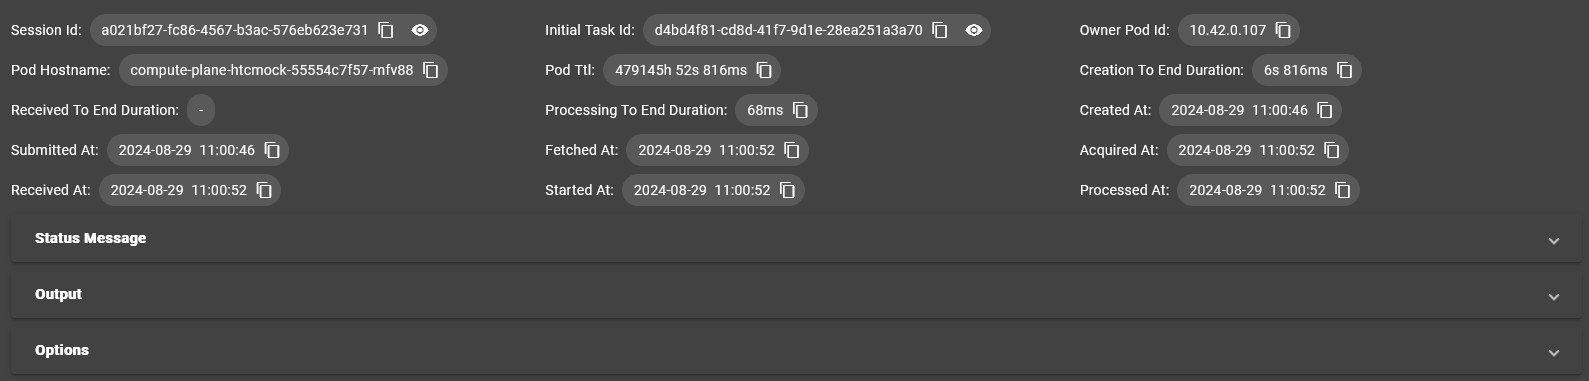 Session Id: a021bf27-fc86-4567-b3ac-576eb623e731 Initial Task Id: d4bd4f81-cd8d-41f7-9d1e-28ea251a3a70 Owner Pod Id: 10.42.0.107
Pod Hostname: compute-plane-htcmock-55554c7f57-mfv88 Pod Ttl: 479145h 52s 816ms Creation To End Duration: 6s 816ms
Received To End Duration: - Processing To End Duration: 68ms Created At: 2024-08-29 11:00:46
Submitted At: 2024-08-29 11:00:46 Fetched At: 2024-08-29 11:00:52 Acquired At: 2024-08-29 11:00:52
Received At: 2024-08-29 11:00:52 Started At: 2024-08-29 11:00:52 Processed At: 2024-08-29 11:00:52
Status Message
Output
Options